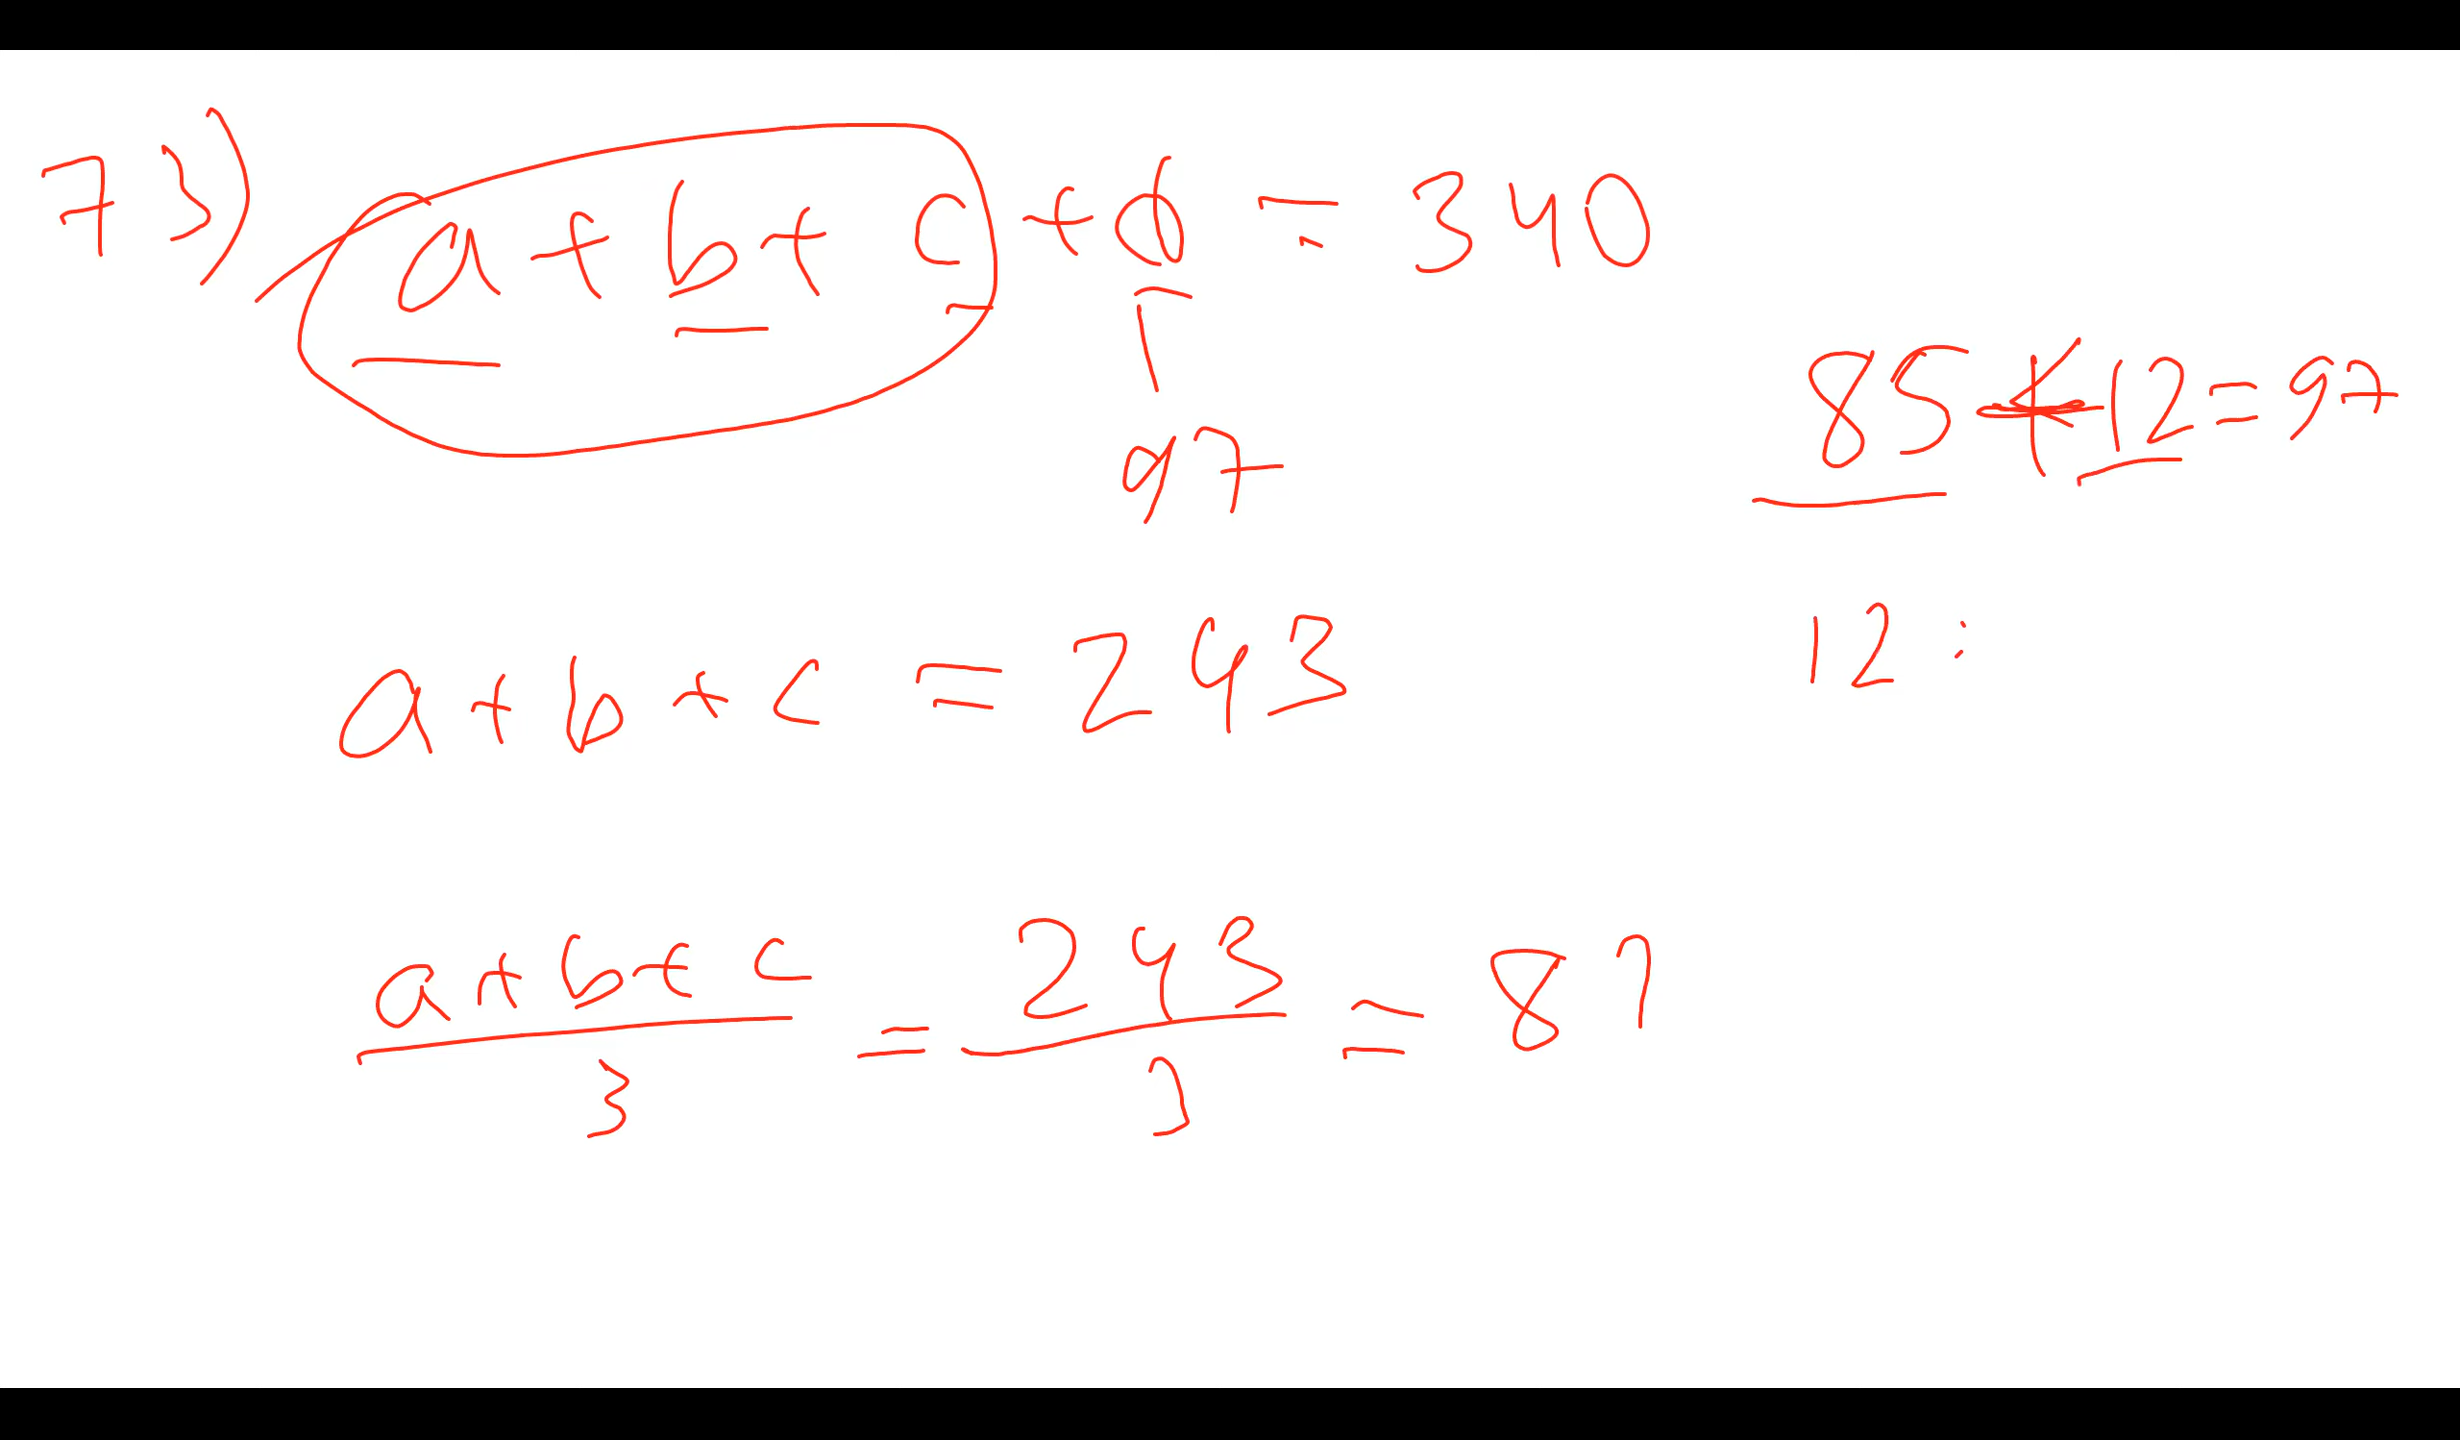 73) a + b + c + d = 340
85 + 12 = 97
97
a + b + c = 243
12 :
a + b + c / 3 = 243 / 3 = 81